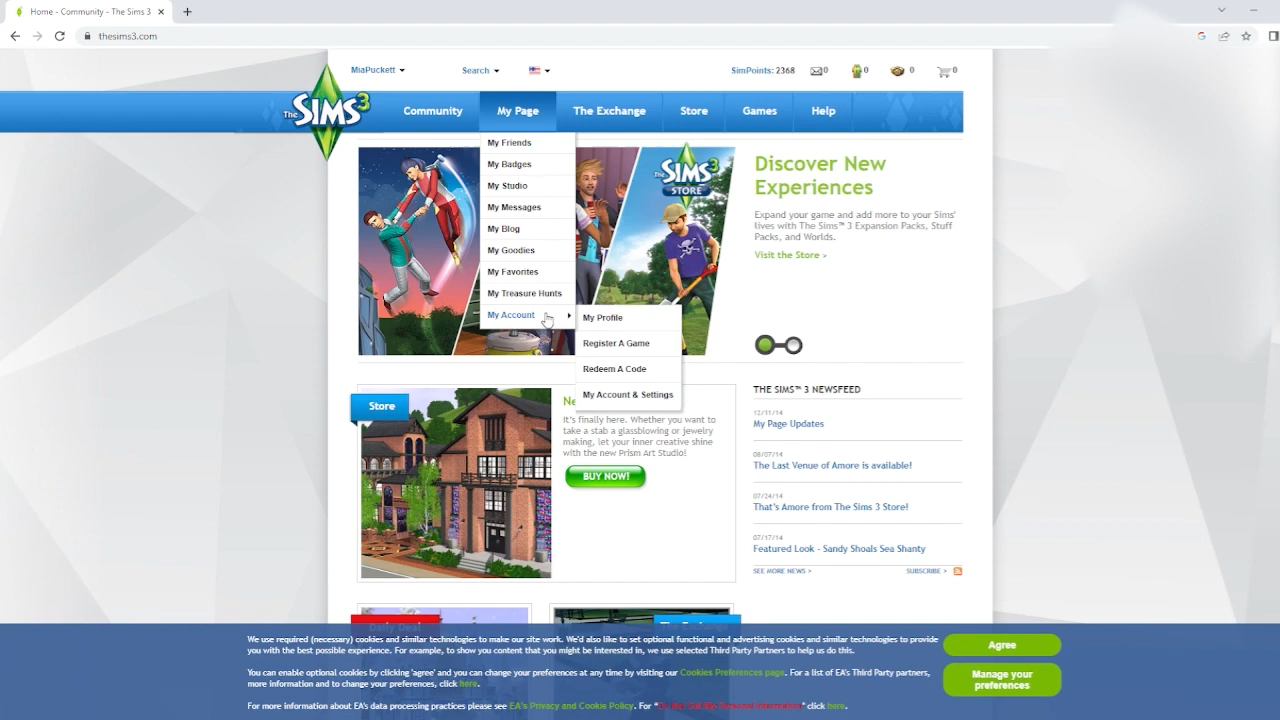 Home - Community - The Sims 3
thesims3.com
MiaPuckett
Search
SimPoints: 2368
0
0
0
0
The SIMS 3
Community
My Page
The Exchange
Store
Games
Help
My Friends
My Badges
My Studio
My Messages
My Blog
My Goodies
My Favorites
My Treasure Hunts
My Account
My Profile
Register A Game
Redeem A Code
My Account & Settings
The SIMS 3
STORE
Discover New
Experiences
Expand your game and add more to your Sims'
lives with The Sims™ 3 Expansion Packs, Stuff
Packs, and Worlds.
Visit the Store >
Store
Ne
It's finally here. Whether you want to
take a stab a glassblowing or jewelry
making, let your inner creative shine
with the new Prism Art Studio!
BUY NOW!
THE SIMS™ 3 NEWSFEED
12/11/14
My Page Updates
08/07/14
The Last Venue of Amore is available!
07/24/14
That's Amore from The Sims 3 Store!
07/17/14
Featured Look - Sandy Shoals Sea Shanty
SEE MORE NEWS >
SUBSCRIBE >
We use required (necessary) cookies and similar technologies to make our site work. We'd also like to set optional functional and advertising cookies and similar technologies to provide
you with the best possible experience. For example, to show you content that you might be interested in, we use selected Third Party Partners to help us do this.
You can enable optional cookies by clicking 'agree' and you can change your preferences at any time by visiting our Cookies Preferences page. For a list of EA's Third Party partners,
more information and to change your preferences, click here.
For more information about EA's data processing practices please see EA's Privacy and Cookie Policy. For " " click here.
Agree
Manage your
preferences